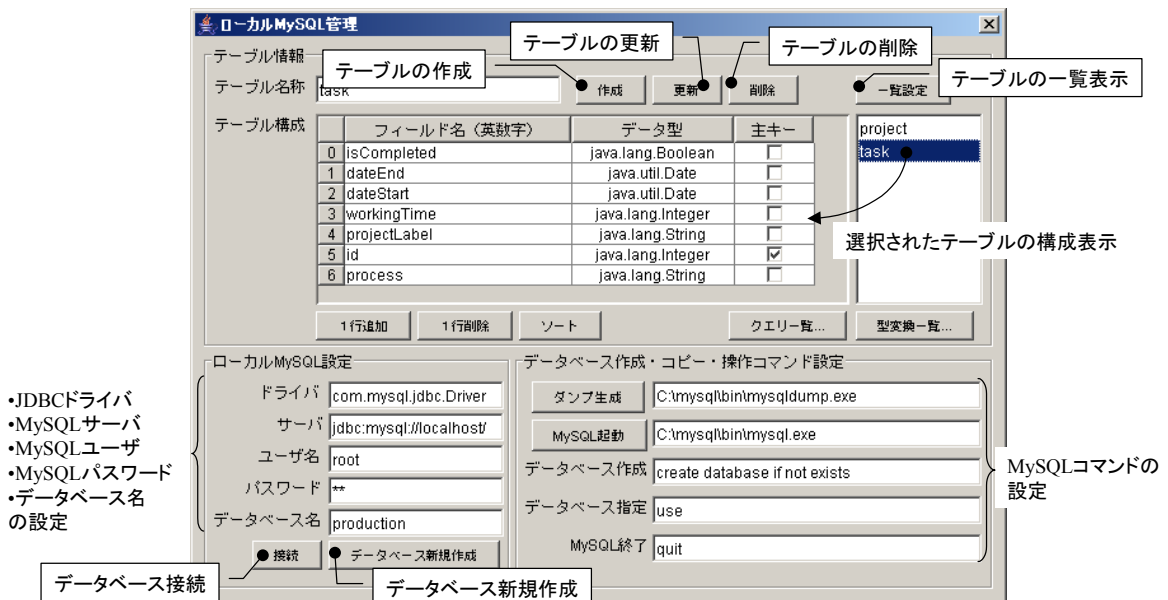 ローカルMySQL管理
テーブルの更新
テーブルの削除
テーブル情報
テーブルの作成
テーブルの一覧表示
テーブル名称 task 作成 更新 削除 一覧設定
テーブル構成 フィールド名（英数字） データ型 主キー
0 isCompleted java.lang.Boolean
1 dateEnd java.util.Date
2 dateStart java.util.Date
3 workingTime java.lang.Integer
4 projectLabel java.lang.String
5 id java.lang.Integer
6 process java.lang.String
project
task
選択されたテーブルの構成表示
1行追加 1行削除 ソート クエリ一覧... 型変換一覧...
ローカルMySQL設定
ドライバ com.mysql.jdbc.Driver
サーバ jdbc:mysql://localhost/
ユーザ名 root
パスワード **
データベース名 production
接続 データベース新規作成
•JDBCドライバ
•MySQLサーバ
•MySQLユーザ
•MySQLパスワード
•データベース名
の設定
データベース接続
データベース新規作成
データベース作成・コピー・操作コマンド設定
ダンプ生成 C:\mysql\bin\mysqldump.exe
MySQL起動 C:\mysql\bin\mysql.exe
データベース作成 create database if not exists
データベース指定 use
MySQL終了 quit
MySQLコマンドの
設定